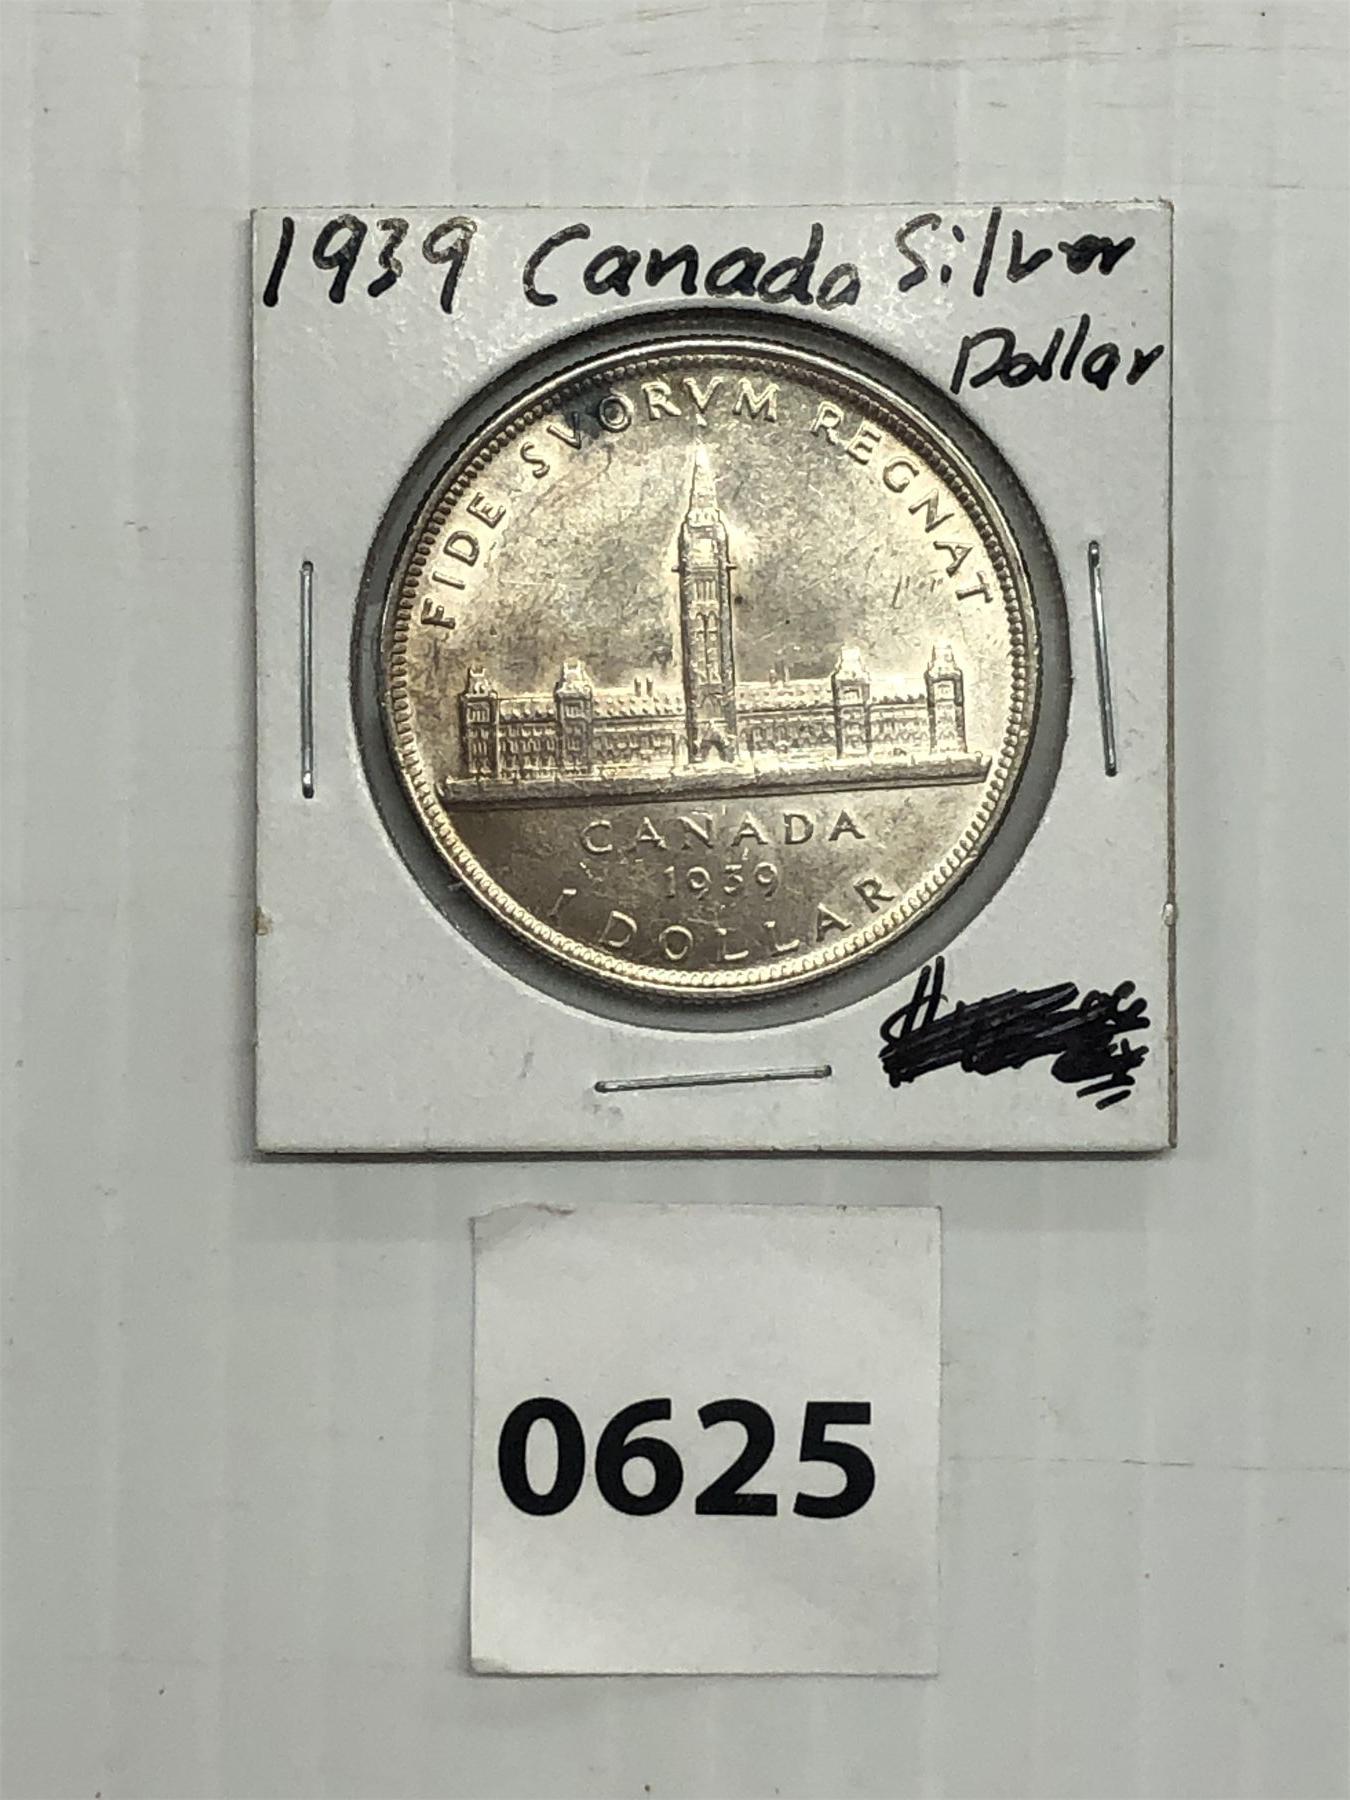 1939 Canada Silver
Dollar
FIDE SVORVM REGNAT
CANADA
1939
1 DOLLAR
0625